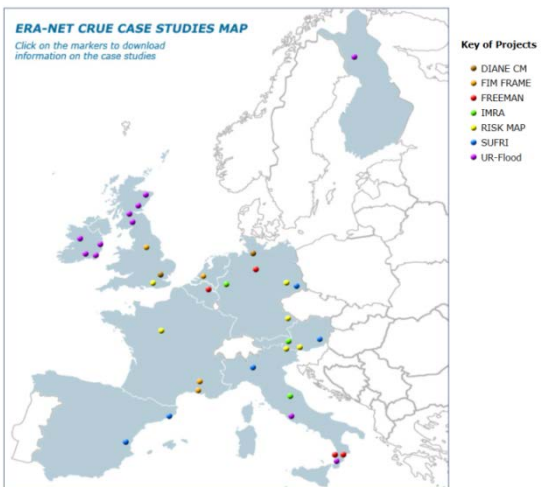 ERA-NET CRUE CASE STUDIES MAP
Click on the markers to download
information on the case studies
Key of Projects
DIANE CM
FIM FRAME
FREEMAN
IMRA
RISK MAP
SUFRI
UR-Flood